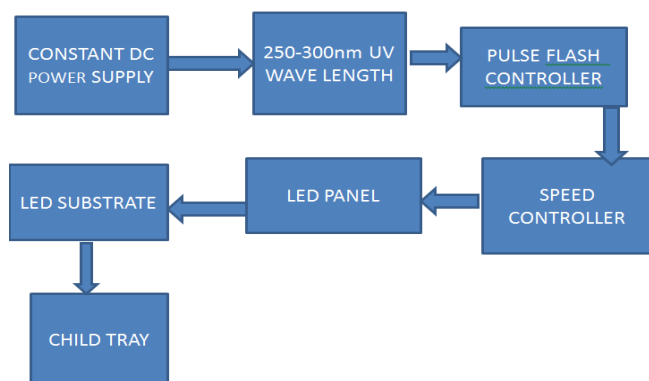 CONSTANT DC
POWER SUPPLY
250-300nm UV
WAVE LENGTH
PULSE FLASH
CONTROLLER
SPEED
CONTROLLER
LED PANEL
LED SUBSTRATE
CHILD TRAY